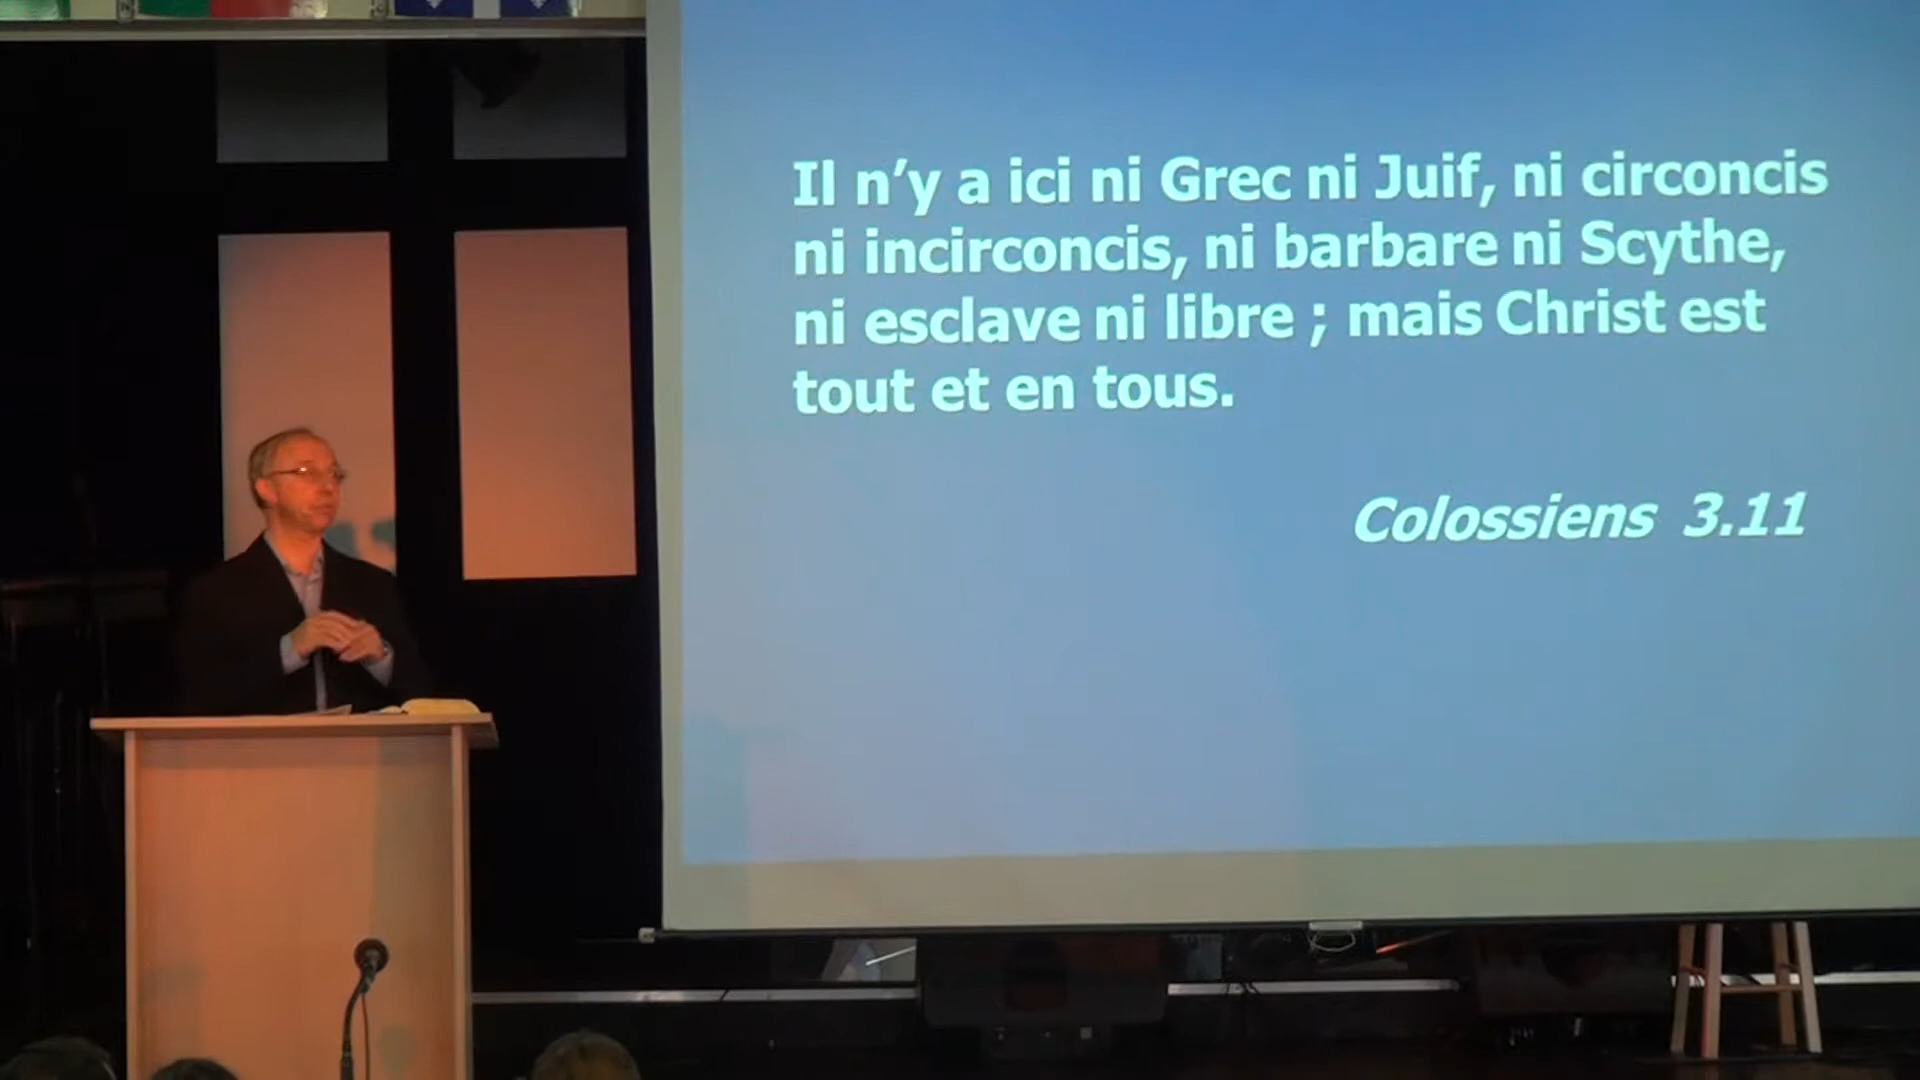 Il n’y a ici ni Grec ni Juif, ni circoncis
ni incirconcis, ni barbare ni Scythe,
ni esclave ni libre ; mais Christ est
tout et en tous.
Colossiens 3.11